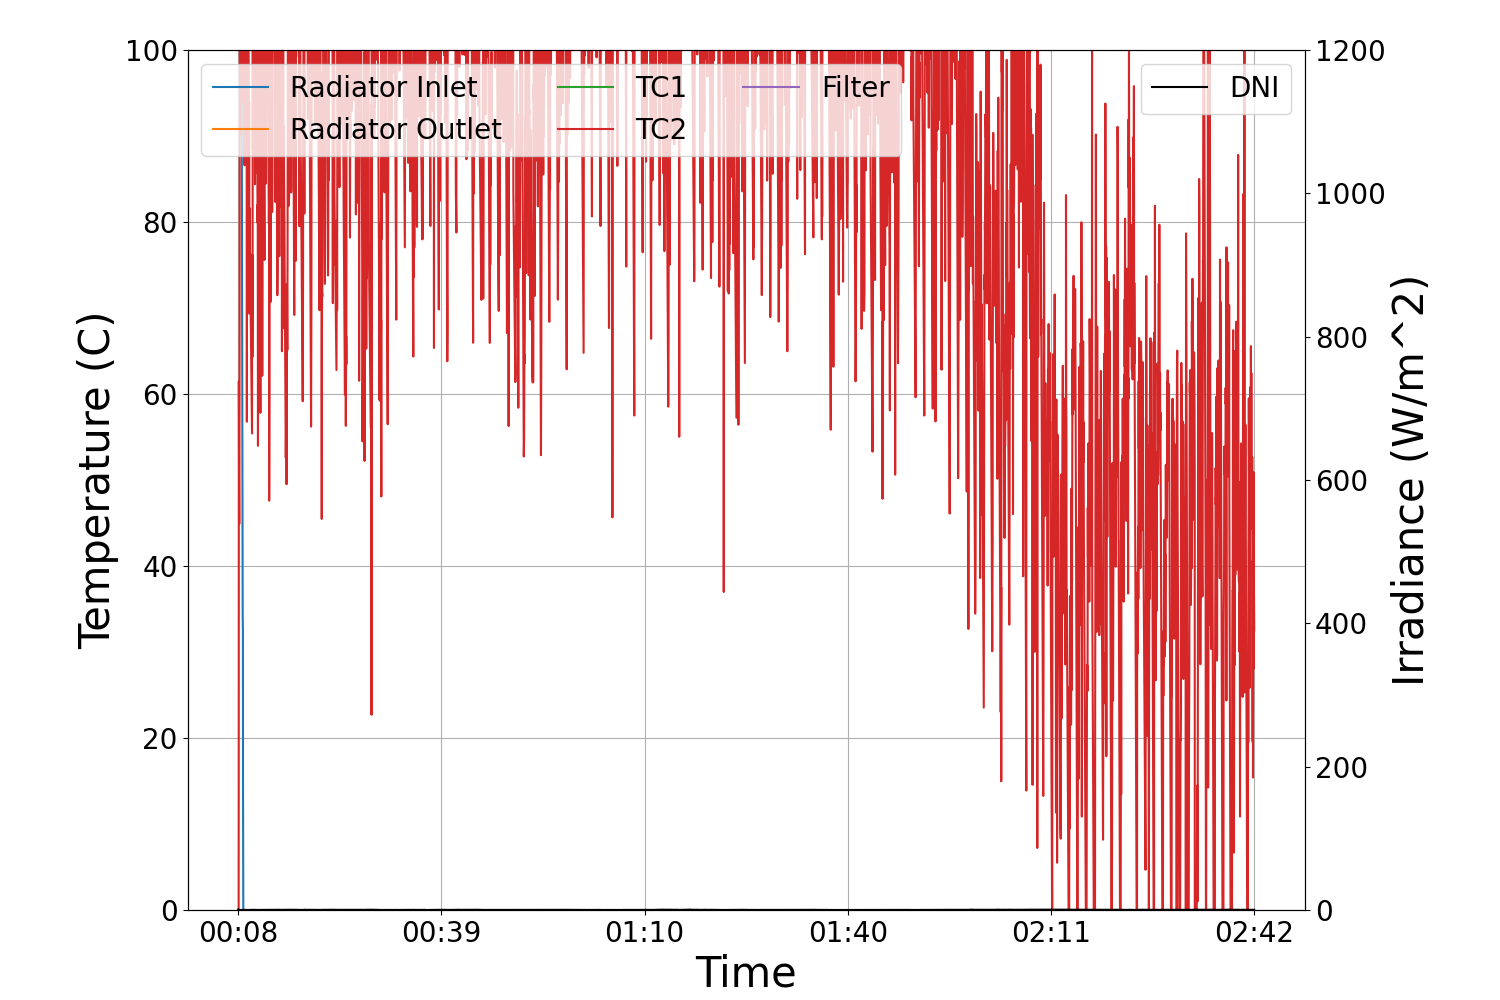 100
80
60
40
20
0
Temperature (C)
Radiator Inlet
Radiator Outlet
TC1
TC2
Filter
DNI
1200
1000
800
600
400
200
0
Irradiance (W/m^2)
00:08 00:39 01:10 01:40 02:11 02:42
Time